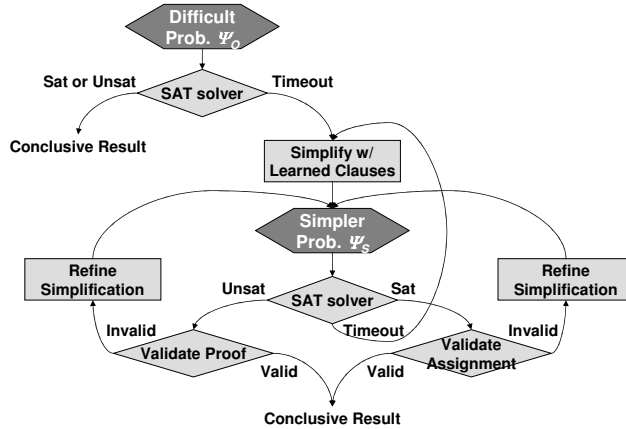 Difficult
Prob. Ψ_O
Sat or Unsat
Timeout
SAT solver
Conclusive Result
Simplify w/
Learned Clauses
Simpler
Prob. Ψ_S
Refine
Simplification
Refine
Simplification
Unsat
Sat
SAT solver
Invalid
Timeout
Invalid
Validate Proof
Validate
Assignment
Valid
Valid
Conclusive Result